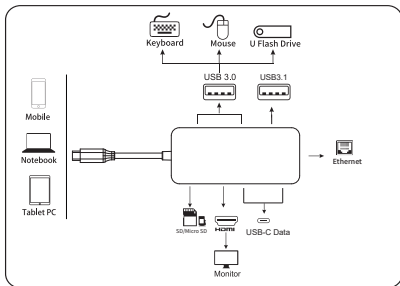 Keyboard Mouse U Flash Drive
USB 3.0 USB3.1
Mobile
Notebook
Tablet PC
Ethernet
SD/Micro SD HDMI USB-C Data
Monitor